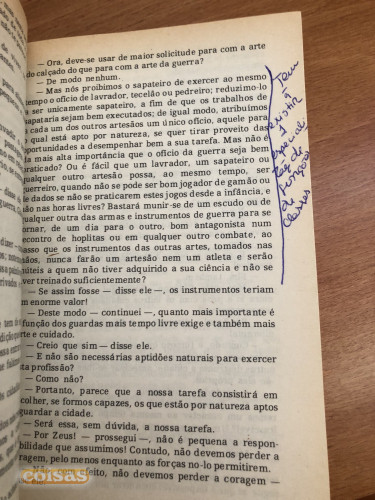 — Ora, deve-se usar de maior solicitude para com a arte
do calçado do que para com a arte da guerra?
— De modo nenhum.
— Mas nós proibimos o sapateiro de exercer ao mesmo
tempo o ofício de lavrador, tecelão ou pedreiro; reduzimo-lo
a ser unicamente sapateiro, a fim de que os trabalhos de
sapataria sejam bem executados; de igual modo, atribuímos
a cada um dos outros artesãos um único ofício, aquele para
o qual está apto por natureza, se quer tirar proveito das
oportunidades a desempenhar bem a sua tarefa. Mas não é
da mais alta importância que o ofício da guerra seja bem
praticado? Ou é fácil que um lavrador, um sapateiro ou
qualquer outro artesão possa, ao mesmo tempo, ser
guerreiro, quando não se pode ser bom jogador de gamão ou
de dados se não se praticarem estes jogos desde a infância, e
não nas horas livres? Bastará munir-se de um escudo ou de
qualquer outra das armas e instrumentos de guerra para se
tornar, de um dia para o outro, bom antagonista num
encontro de hoplitas ou em qualquer outro combate, ao
passo que os instrumentos das outras artes, tomados nas
mãos, nunca farão um artesão nem um atleta e serão
inúteis a quem não tiver adquirido a sua ciência e não se
tiver treinado suficientemente?
— Se assim fosse — disse ele —, os instrumentos teriam
um enorme valor!
— Deste modo — continuei —, quanto mais importante é
a função dos guardas mais tempo livre exige e também mais
arte e cuidado.
— Creio que sim — disse ele.
— E não são necessárias aptidões naturais para exercer
esta profissão?
— Como não?
— Portanto, parece que a nossa tarefa consistirá em
escolher, se formos capazes, os que estão por natureza aptos
a guardar a cidade.
— Será essa, sem dúvida, a nossa tarefa.
— Por Zeus! — prossegui —, não é pequena a respon-
sabilidade que assumimos! Contudo, não devemos perder a
coragem, pelo menos enquanto as forças no-lo permitirem.
— Não, com efeito, não devemos perder a coragem —
Tem
existir
1
de
funções
de
classes
coisas